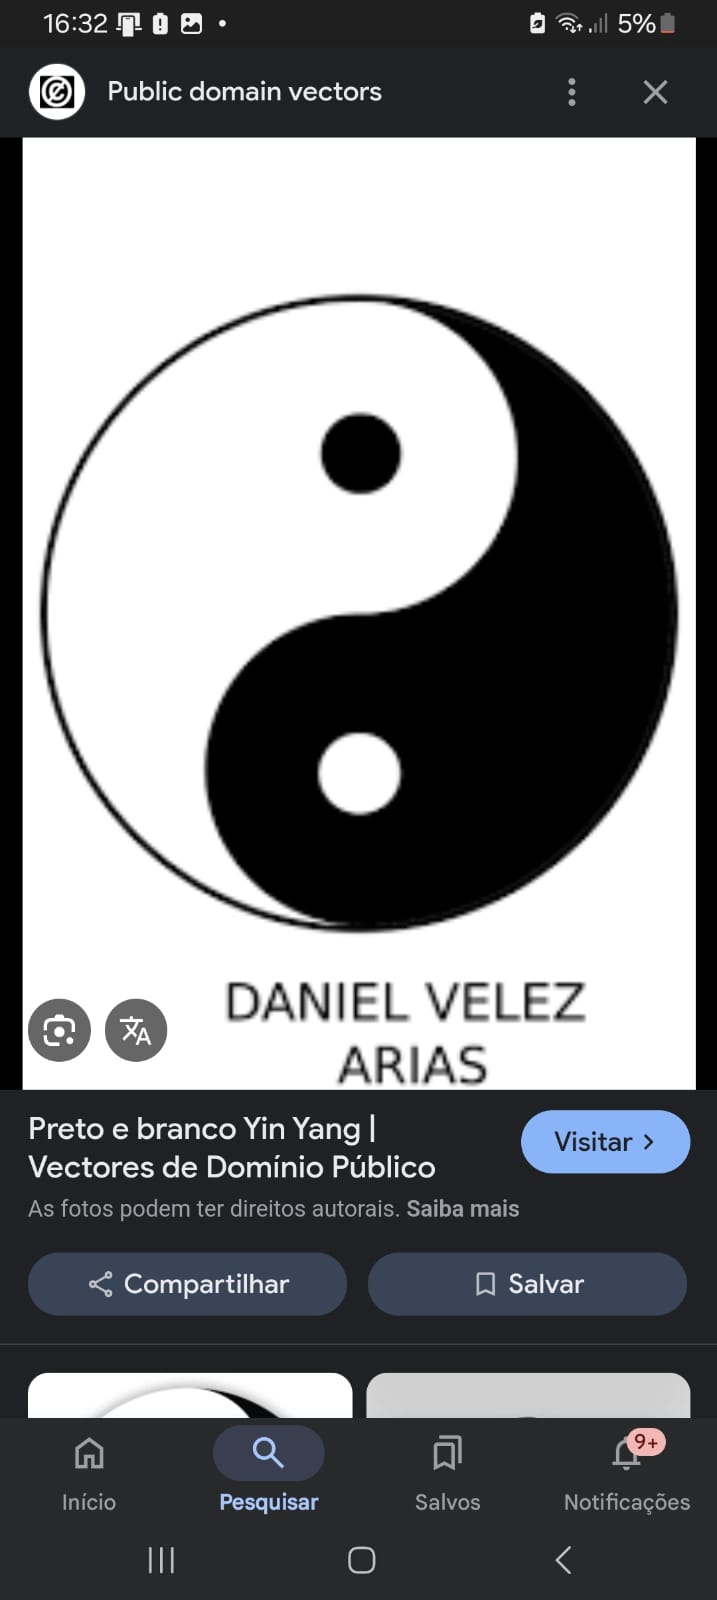 16:32
5%
Public domain vectors
DANIEL VELEZ
ARIAS
Preto e branco Yin Yang |
Vectores de Domínio Público
Visitar
As fotos podem ter direitos autorais. Saiba mais
Compartilhar
Salvar
9+
Início
Pesquisar
Salvos
Notificações